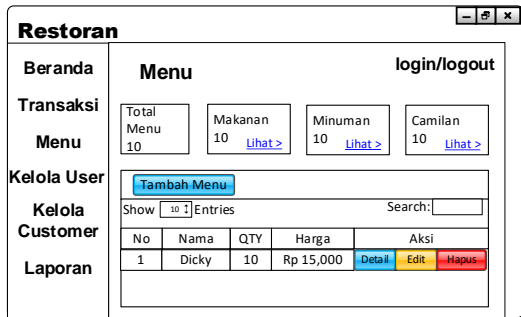 Restoran
Beranda
Transaksi
Menu
Kelola User
Kelola
Customer
Laporan
Menu
login/logout
Total
Menu
10
Makanan
10 Lihat >
Minuman
10 Lihat >
Camilan
10 Lihat >
Tambah Menu
Show 10 Entries
Search:
No Nama QTY Harga Aksi
1 Dicky 10 Rp 15,000 Detail Edit Hapus